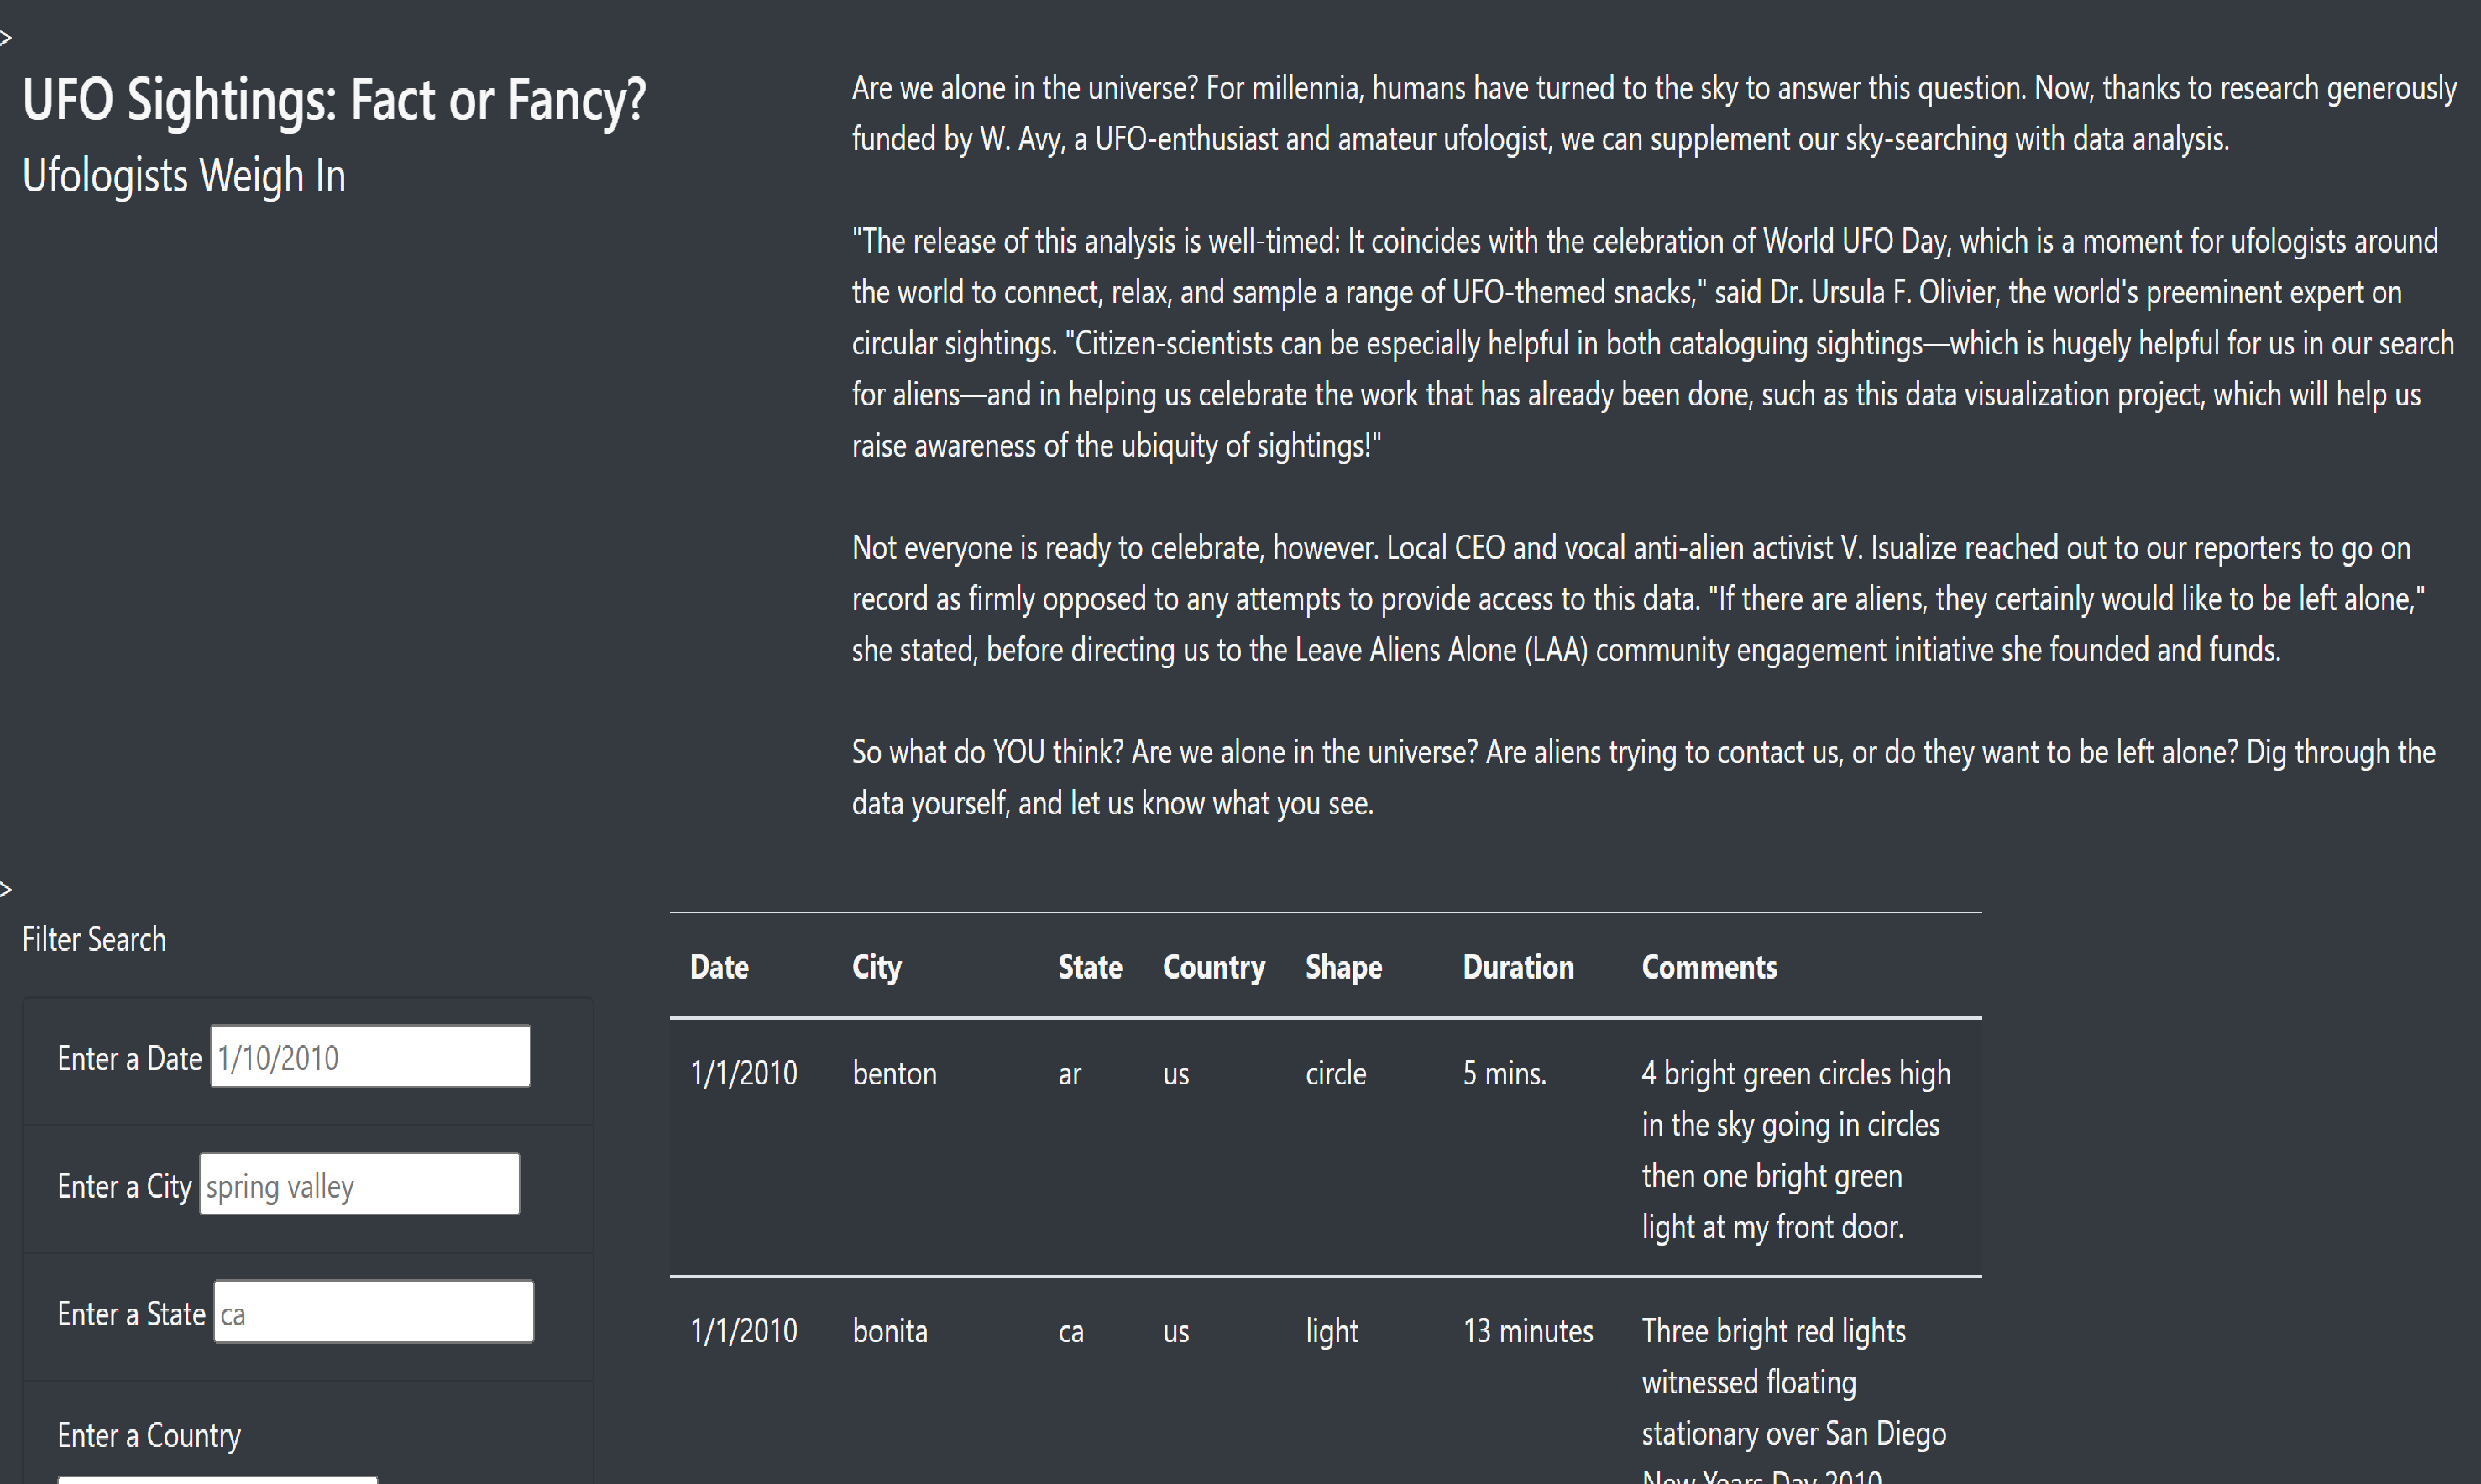 >
UFO Sightings: Fact or Fancy?
Ufologists Weigh In
Are we alone in the universe? For millennia, humans have turned to the sky to answer this question. Now, thanks to research generously
funded by W. Avy, a UFO-enthusiast and amateur ufologist, we can supplement our sky-searching with data analysis.
"The release of this analysis is well-timed: It coincides with the celebration of World UFO Day, which is a moment for ufologists around
the world to connect, relax, and sample a range of UFO-themed snacks," said Dr. Ursula F. Olivier, the world's preeminent expert on
circular sightings. "Citizen-scientists can be especially helpful in both cataloguing sightings—which is hugely helpful for us in our search
for aliens—and in helping us celebrate the work that has already been done, such as this data visualization project, which will help us
raise awareness of the ubiquity of sightings!"
Not everyone is ready to celebrate, however. Local CEO and vocal anti-alien activist V. Isualize reached out to our reporters to go on
record as firmly opposed to any attempts to provide access to this data. "If there are aliens, they certainly would like to be left alone,"
she stated, before directing us to the Leave Aliens Alone (LAA) community engagement initiative she founded and funds.
So what do YOU think? Are we alone in the universe? Are aliens trying to contact us, or do they want to be left alone? Dig through the
data yourself, and let us know what you see.
>
Filter Search
Enter a Date 1/10/2010
Enter a City spring valley
Enter a State ca
Enter a Country
Date City State Country Shape Duration Comments
1/1/2010 benton ar us circle 5 mins. 4 bright green circles high
in the sky going in circles
then one bright green
light at my front door.
1/1/2010 bonita ca us light 13 minutes Three bright red lights
witnessed floating
stationary over San Diego
New Years Day 2010